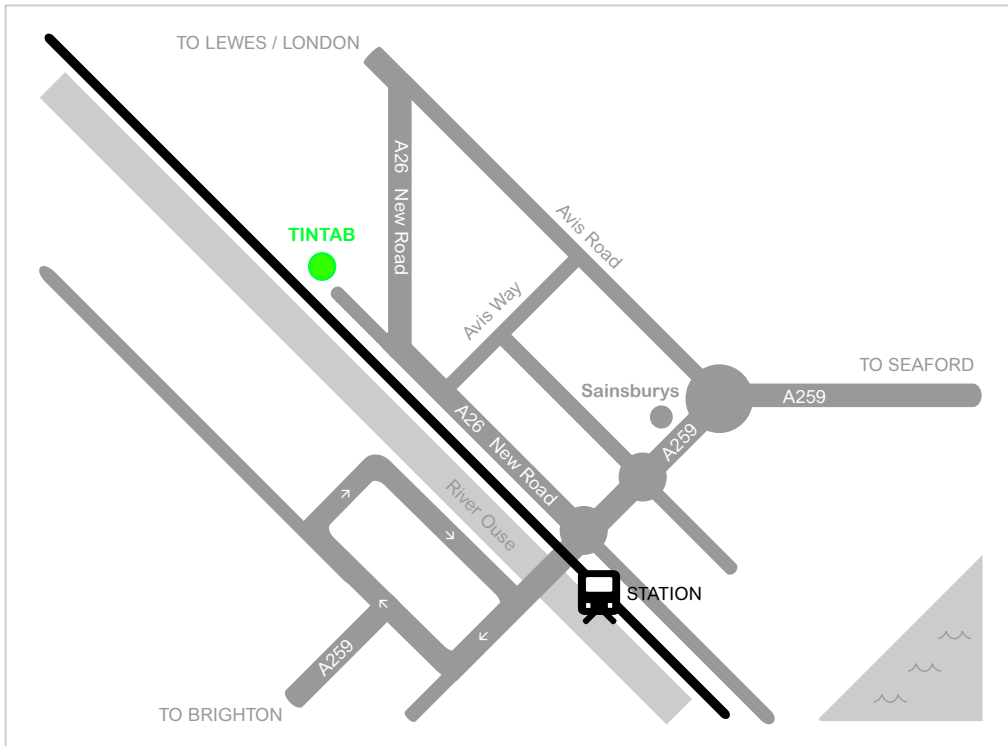 TO LEWES / LONDON
A26 New Road
Avis Road
TINTAB
Avis Way
TO SEAFORD
A259
Sainsburys
A26 New Road
A259
River Ouse
STATION
A259
TO BRIGHTON